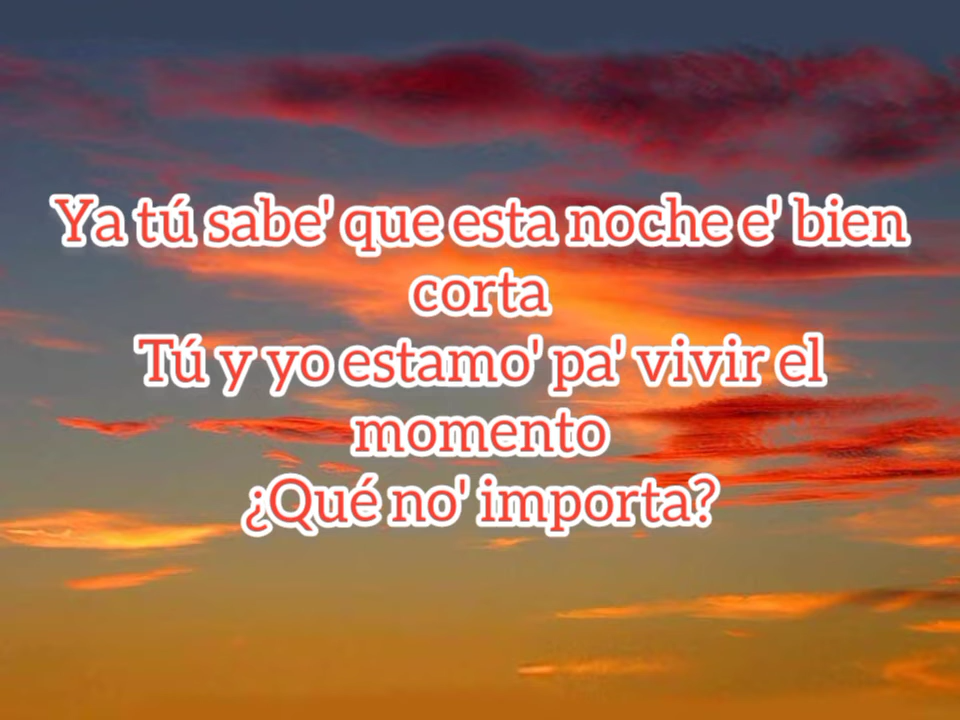 Ya tú sabe' que esta noche e' bien
corta
Tú y yo estamo' pa' vivir el
momento
¿Qué no' importa?